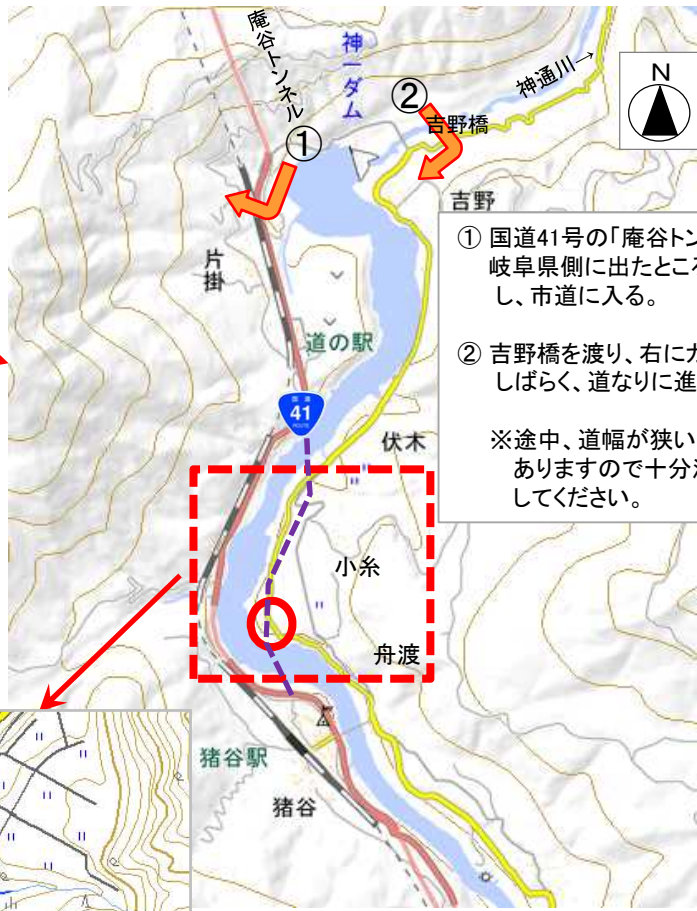 庵谷トンネル
神一ダム
神通川→
N
①
②
吉野橋
吉野
片掛
① 国道41号の「庵谷トン
岐阜県側に出たところ
し、市道に入る。
② 吉野橋を渡り、右にカ
しばらく、道なりに進
※途中、道幅が狭い
ありますので十分注
してください。
道の駅
国道
41
ROUTE
伏木
小糸
舟渡
猪谷駅
猪谷